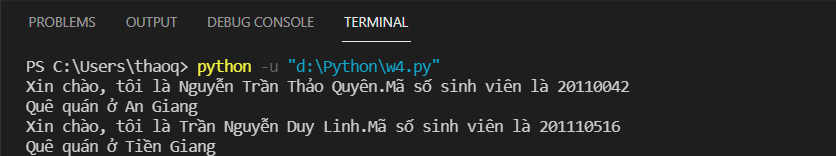 PROBLEMS OUTPUT DEBUG CONSOLE TERMINAL
PS C:\Users\thaoq> python -u "d:\Python\w4.py"
Xin chào, tôi là Nguyễn Trần Thảo Quyên.Mã số sinh viên là 20110042
Quê quán ở An Giang
Xin chào, tôi là Trần Nguyễn Duy Linh.Mã số sinh viên là 201110516
Quê quán ở Tiền Giang